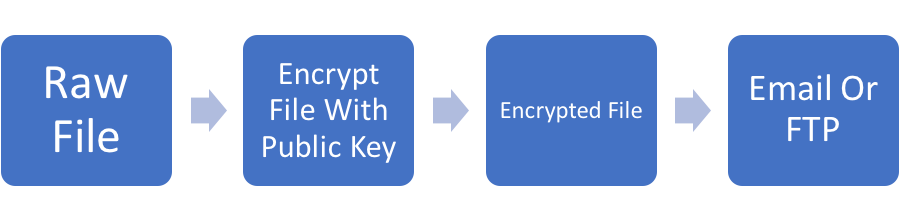 Raw
File
Encrypt
File With
Public Key
Encrypted File
Email Or
FTP